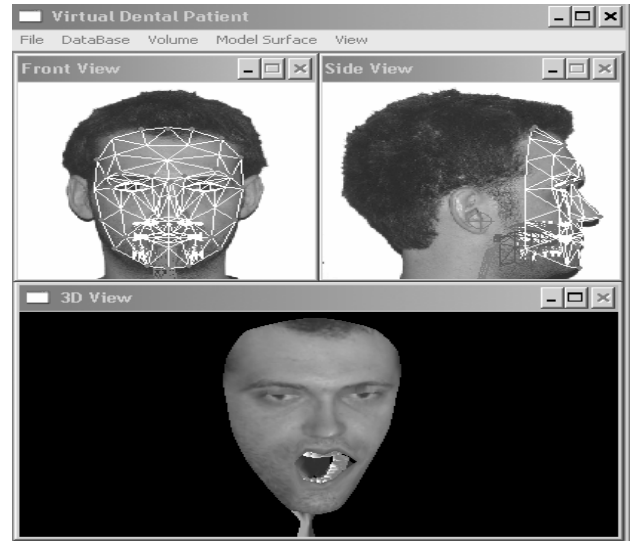 Virtual Dental Patient
File DataBase Volume Model Surface View
Front View
Side View
3D View